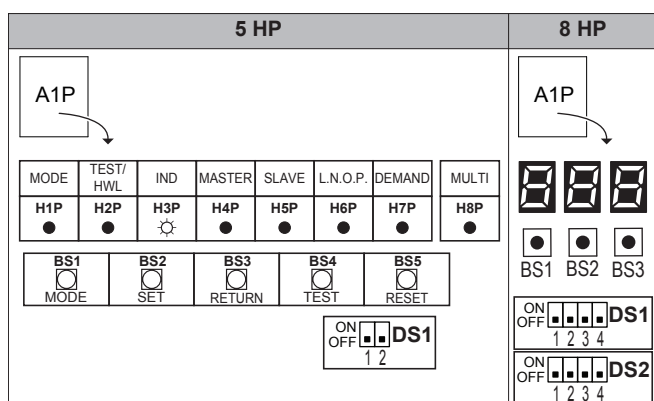 5 HP
8 HP
A1P
A1P
MODE TEST/ HWL IND MASTER SLAVE L.N.O.P. DEMAND MULTI
H1P H2P H3P H4P H5P H6P H7P H8P
BS1 BS2 BS3 BS4 BS5
MODE SET RETURN TEST RESET
ON
OFF DS1
1 2
888
BS1 BS2 BS3
ON
OFF DS1
1 2 3 4
ON
OFF DS2
1 2 3 4